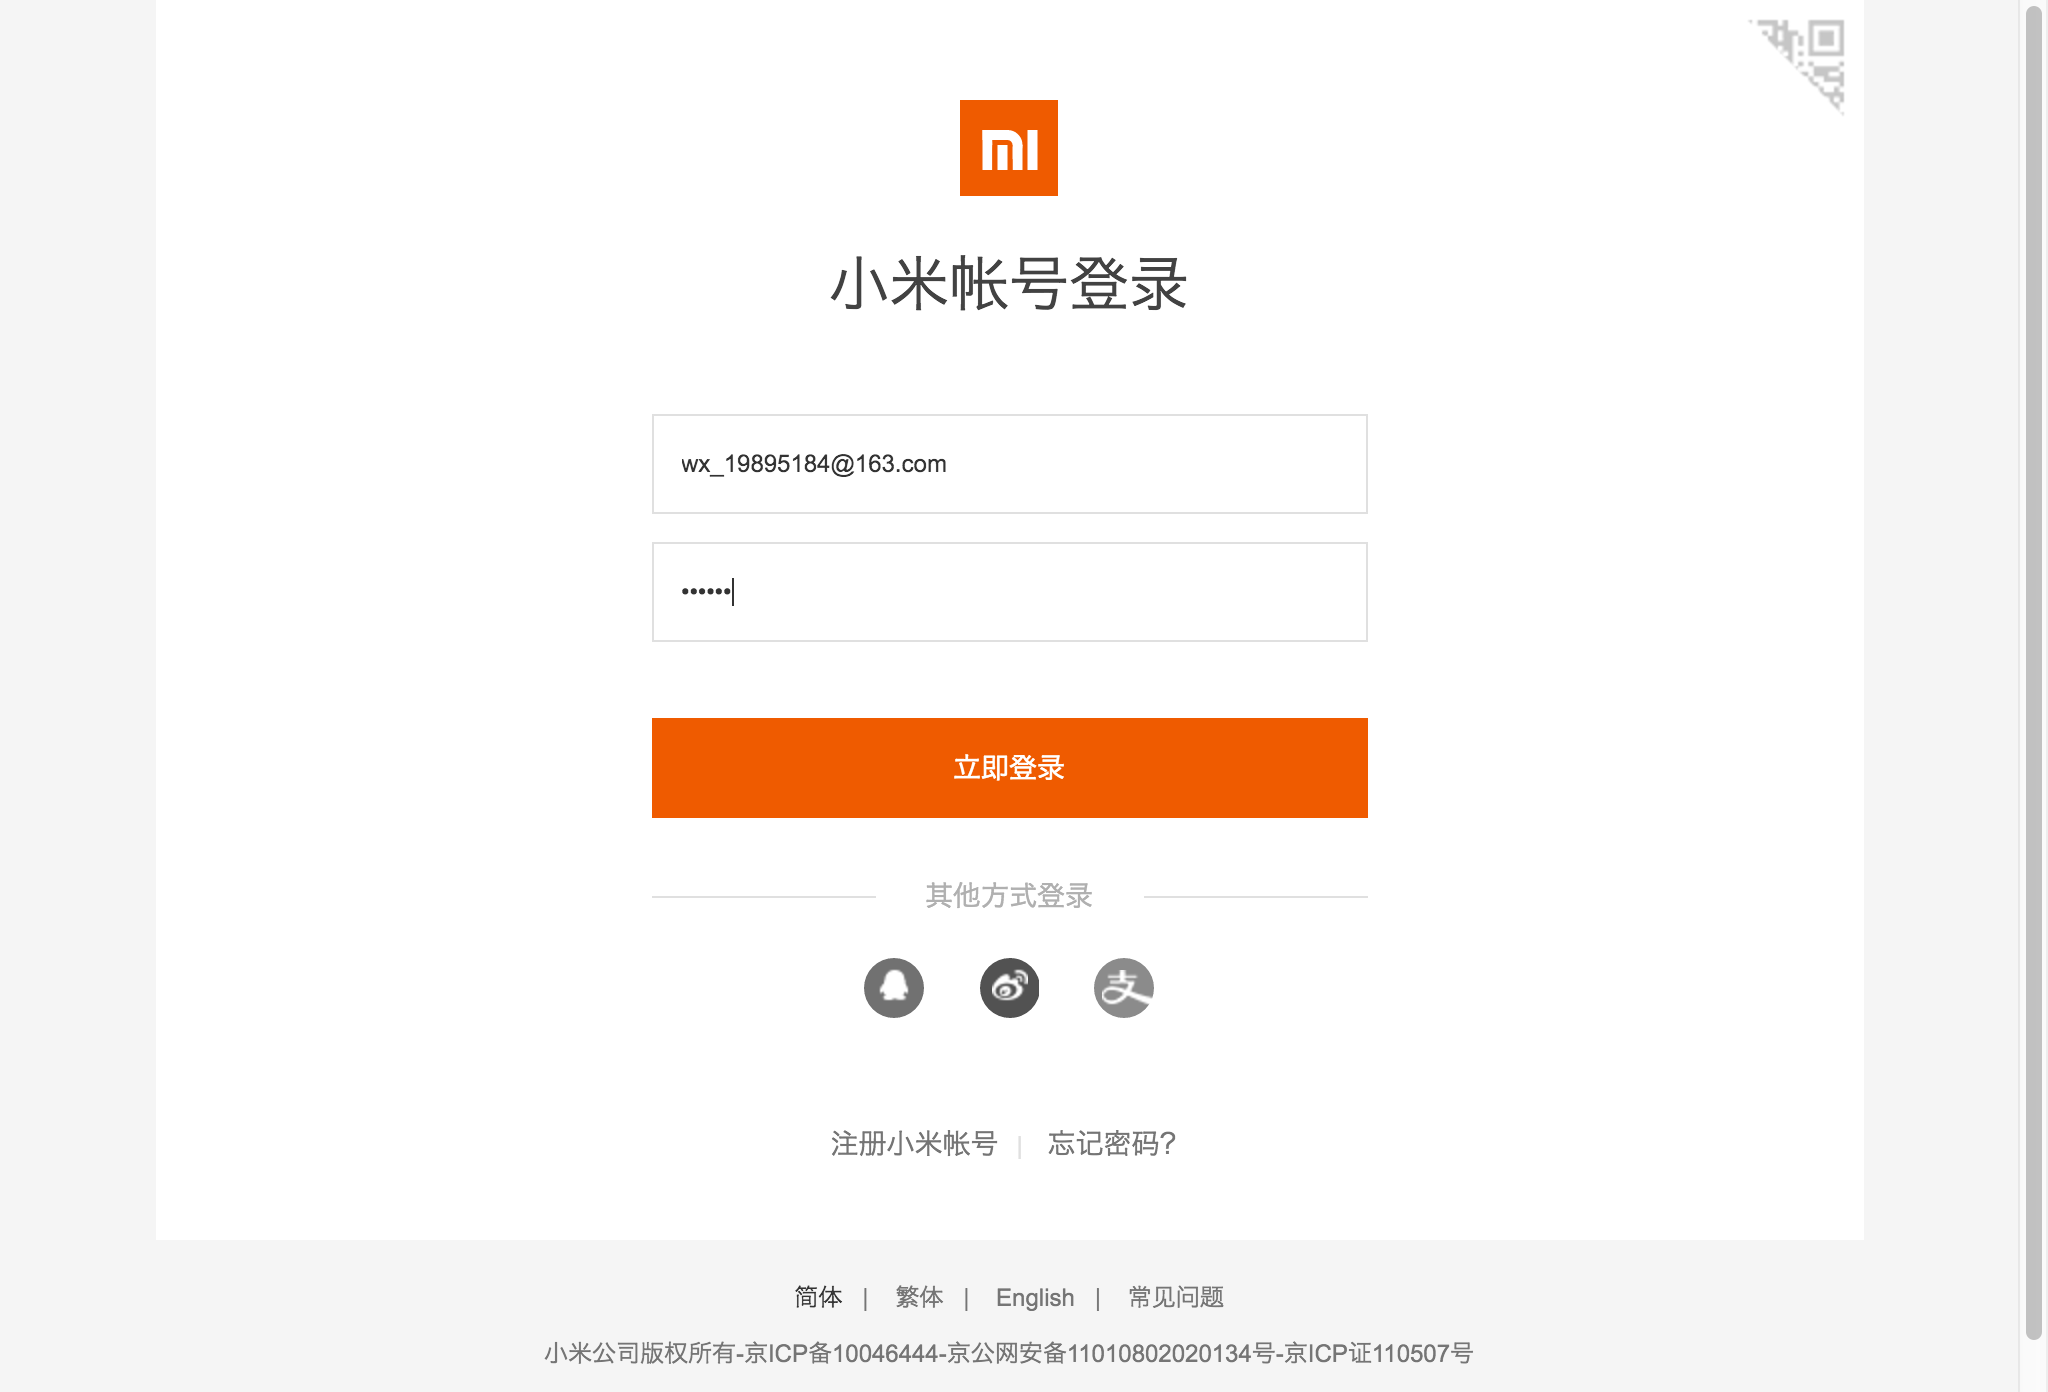 小米帐号登录
wx_19895184@163.com
••••••
立即登录
其他方式登录
支
注册小米帐号 | 忘记密码?
简体 | 繁体 | English | 常见问题
小米公司版权所有-京ICP备10046444-京公网安备11010802020134号-京ICP证110507号